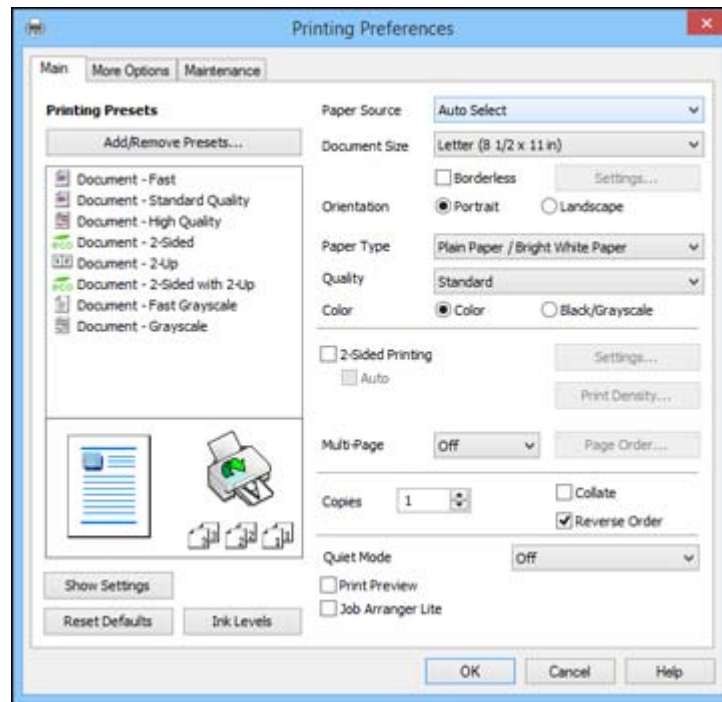 Printing Preferences
Main
More Options
Maintenance
Printing Presets
Add/Remove Presets...
Document - Fast
Document - Standard Quality
Document - High Quality
eco Document - 2-Sided
Document - 2-Up
eco Document - 2-Sided with 2-Up
Document - Fast Grayscale
Document - Grayscale
Show Settings
Reset Defaults
Ink Levels
Paper Source Auto Select
Document Size Letter (8 1/2 x 11 in)
Borderless Settings...
Orientation Portrait Landscape
Paper Type Plain Paper / Bright White Paper
Quality Standard
Color Color Black/Grayscale
2-Sided Printing Settings...
Auto
Print Density...
Multi-Page Off Page Order...
Copies 1 Collate
Reverse Order
Quiet Mode Off
Print Preview
Job Arranger Lite
OK Cancel Help